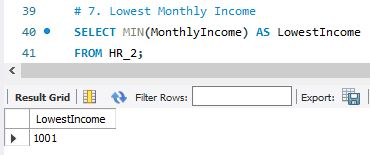 39 # 7. Lowest Monthly Income
40 SELECT MIN(MonthlyIncome) AS LowestIncome
41 FROM HR_2;
Result Grid Filter Rows: Export:
LowestIncome
1001